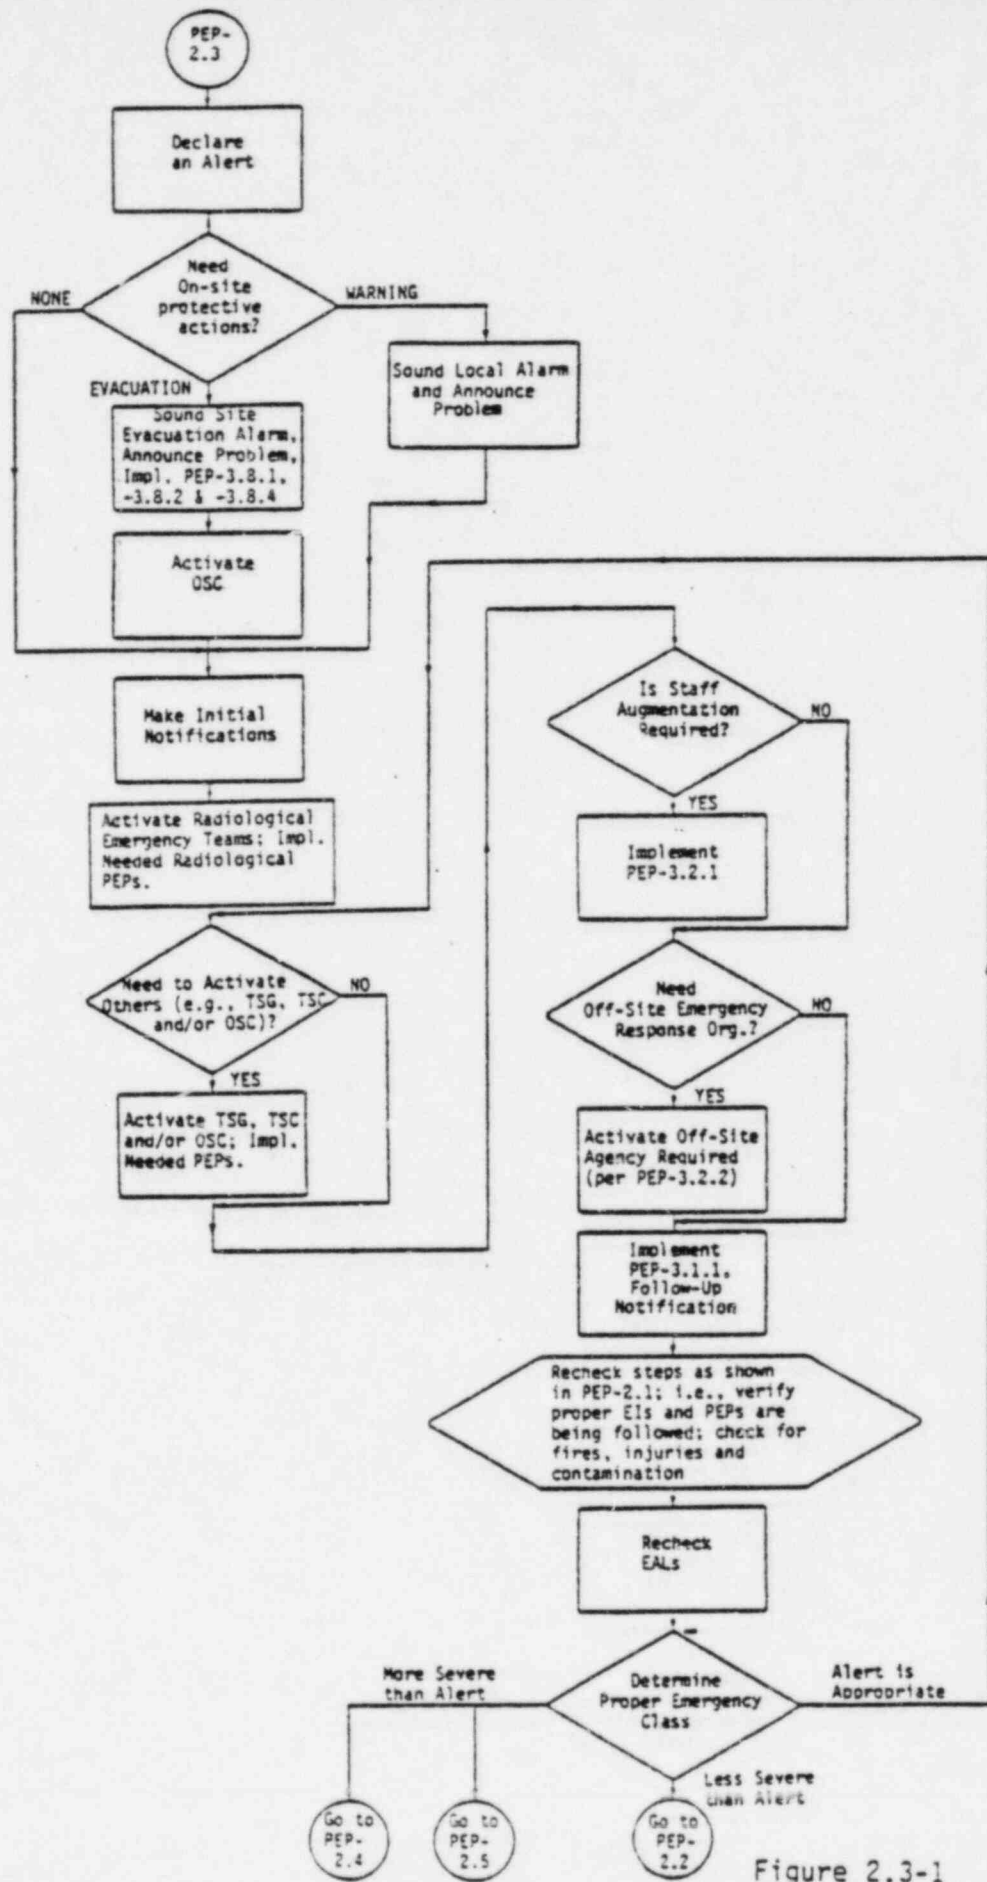 PEP-
2.3
Declare
an Alert
Need
On-site
protective
actions?
NONE
WARNING
EVACUATION
Sound Local Alarm
and Announce
Problem
Sound Site
Evacuation Alarm,
Announce Problem,
Impl. PEP-3.8.1,
-3.8.2 & -3.8.4
Activate
OSC
Make Initial
Notifications
Activate Radiological
Emergency Teams; Impl.
Needed Radiological
PEPs.
Need to Activate
Others (e.g., TSG, TSC
and/or OSC)?
NO
YES
Activate TSG, TSC
and/or OSC; Impl.
Needed PEPs.
Is Staff
Augmentation
Required?
NO
YES
Implement
PEP-3.2.1
Need
Off-Site Emergency
Response Org.?
NO
YES
Activate Off-Site
Agency Required
(per PEP-3.2.2)
Implement
PEP-3.1.1,
Follow-Up
Notification
Recheck steps as shown
in PEP-2.1; i.e., verify
proper EIs and PEPs are
being followed; check for
fires, injuries and
contamination
Recheck
EALs
Determine
Proper Emergency
Class
More Severe
than Alert
Alert is
Appropriate
Less Severe
than Alert
Go to
PEP-
2.4
Go to
PEP-
2.5
Go to
PEP-
2.2
Figure 2.3-1